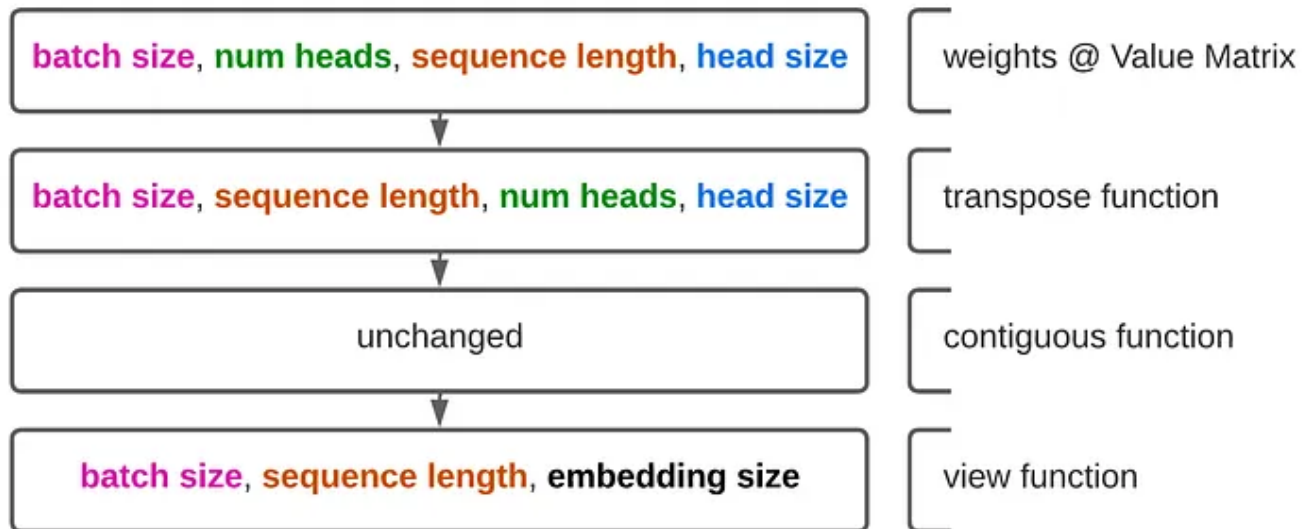 batch size, num heads, sequence length, head size
weights @ Value Matrix
batch size, sequence length, num heads, head size
transpose function
unchanged
contiguous function
batch size, sequence length, embedding size
view function